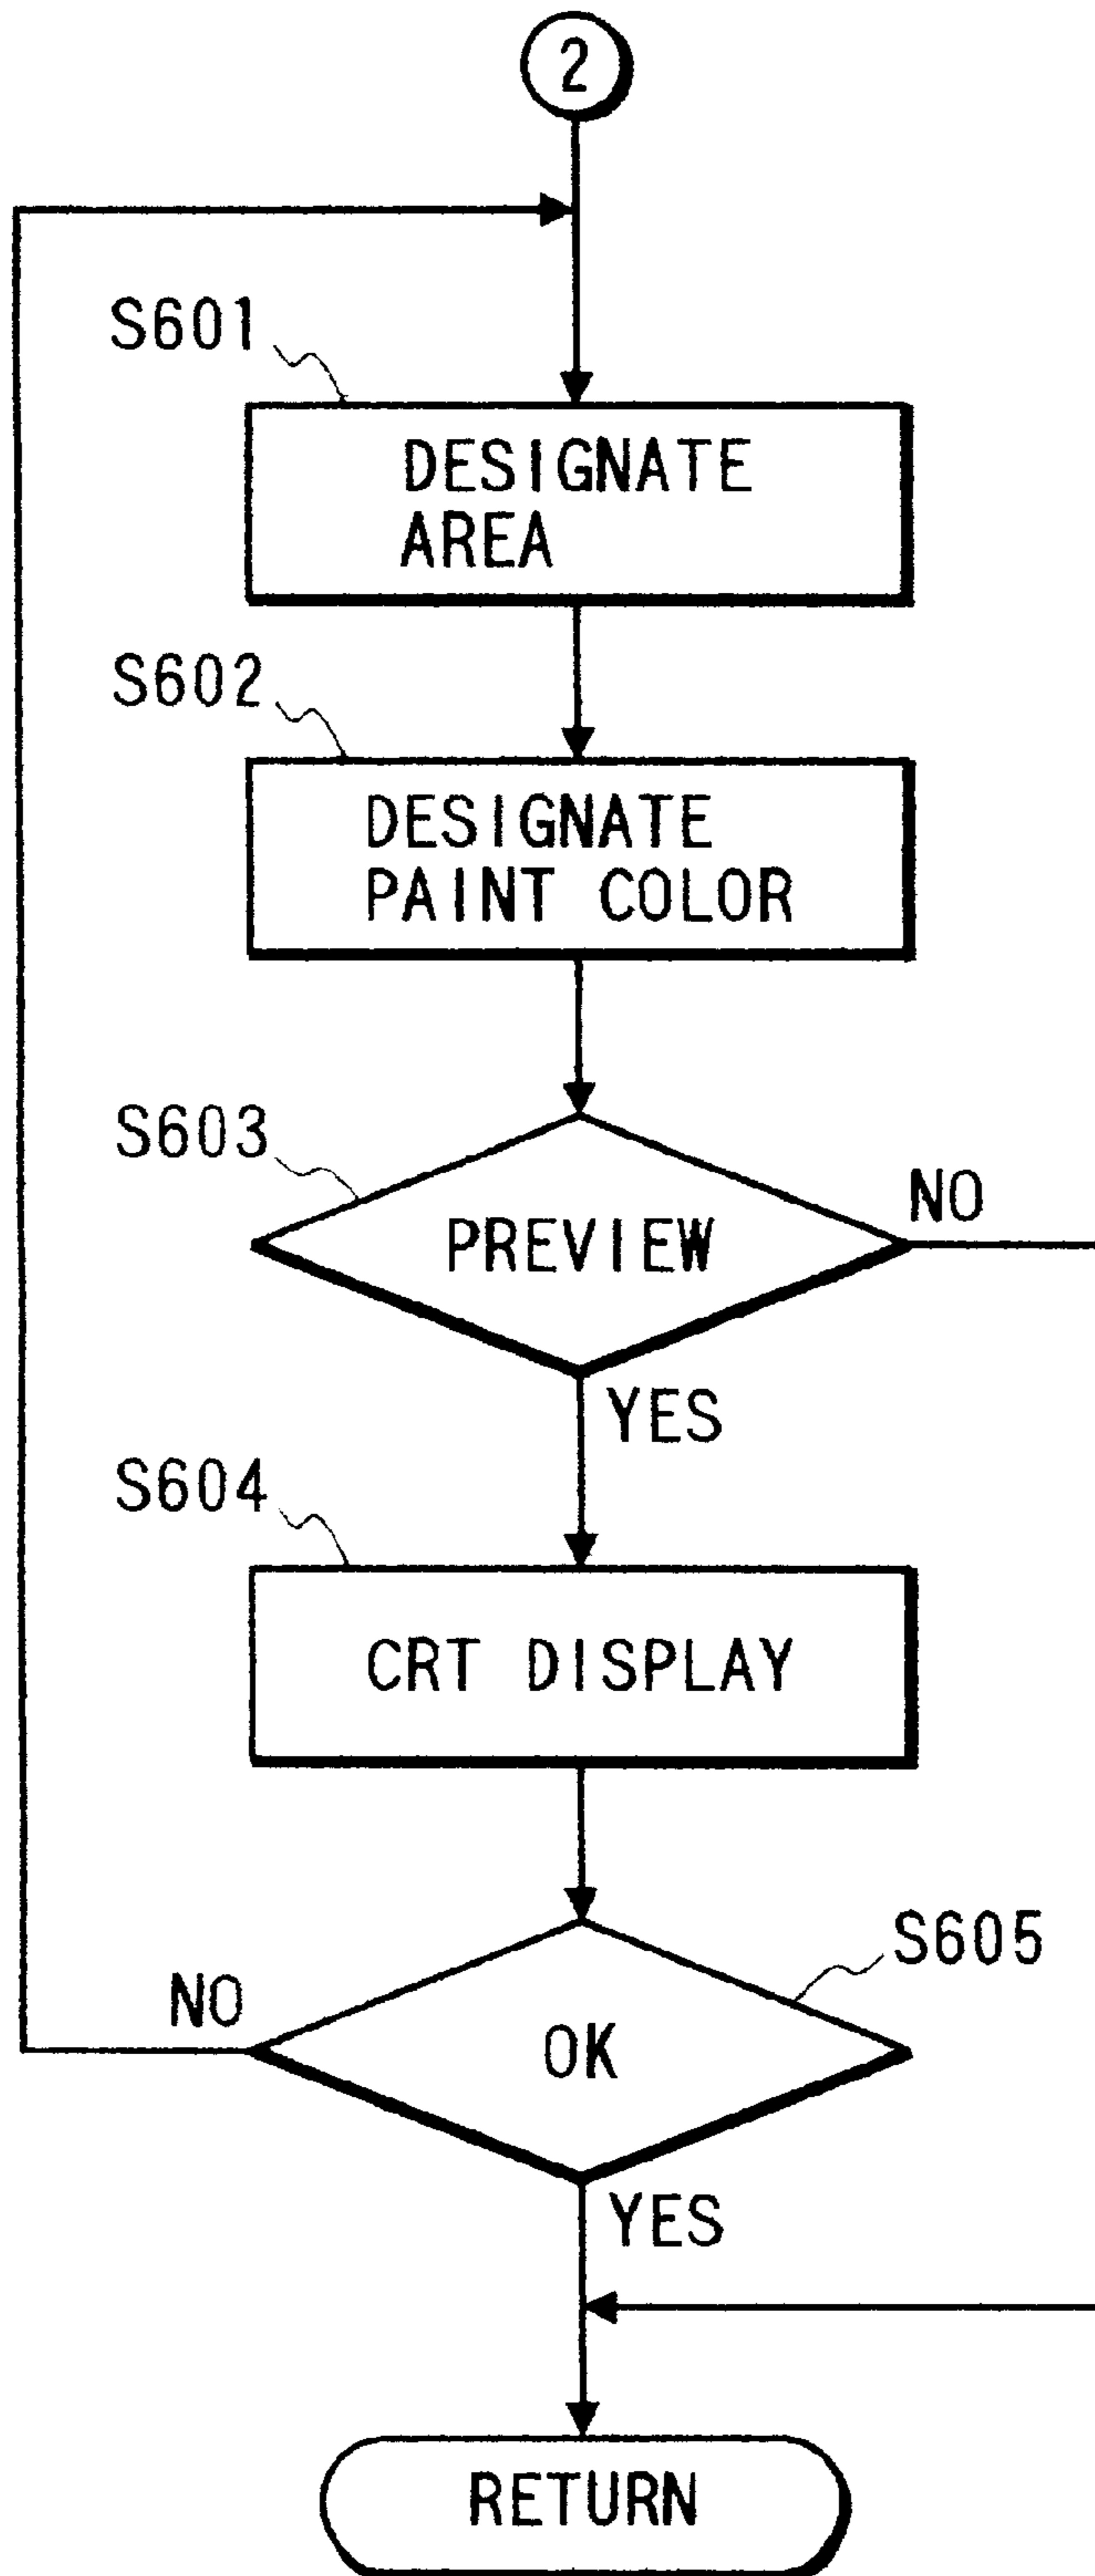 2
S601
DESIGNATE
AREA
S602
DESIGNATE
PAINT COLOR
S603
PREVIEW
NO
YES
S604
CRT DISPLAY
S605
NO
OK
YES
RETURN